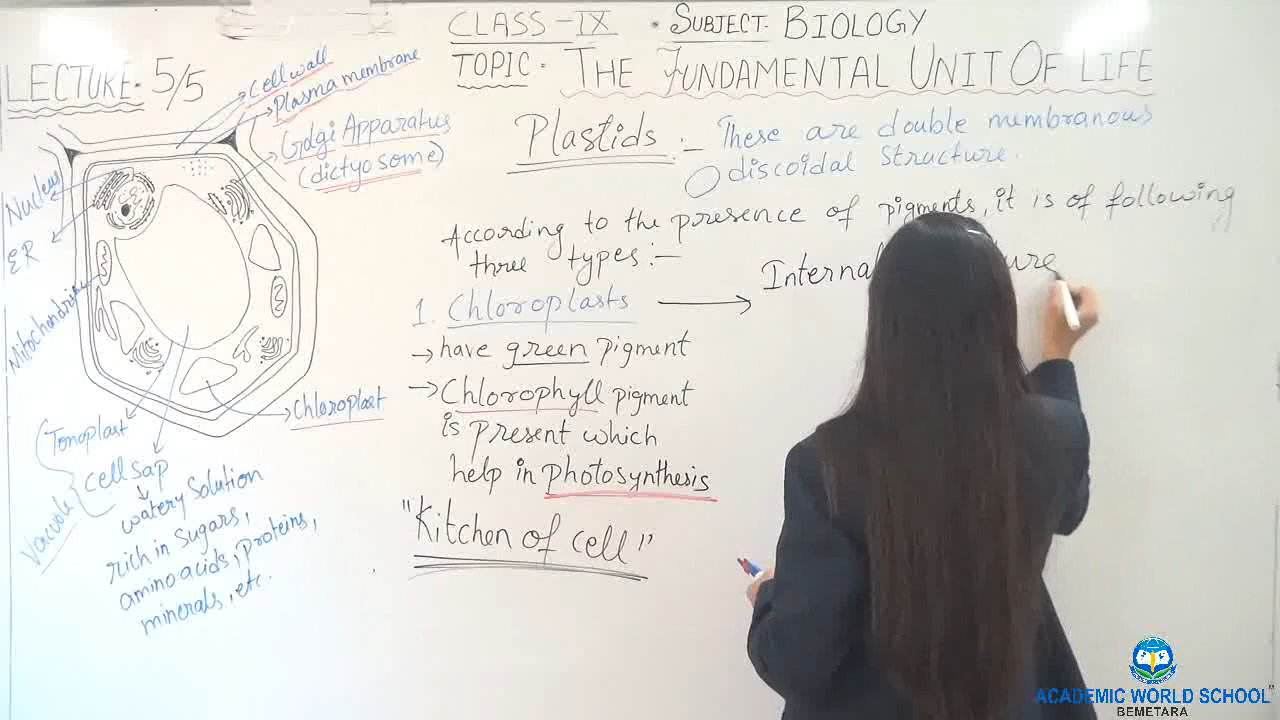 CLASS - IX • SUBJECT. BIOLOGY
TOPIC - THE FUNDAMENTAL UNIT OF LIFE
LECTURE - 5/5
Cell wall
Plasma membrane
Golgi Apparatus
(dictyosome)
Nucleus
ER
Mitochondrion
Chloroplast
Tonoplast
cell sap
Vacuole
watery solution
rich in sugars,
amino acids, proteins,
minerals, etc.
Plastids :- These are double membranous
discoidal structure.
According to the presence of pigments, it is of following
three types :-
1. Chloroplasts
→ have green pigment
→ Chlorophyll pigment
is present which
help in photosynthesis
"Kitchen of cell"
Internal
ure
ACADEMIC WORLD SCHOOL
BEMETARA